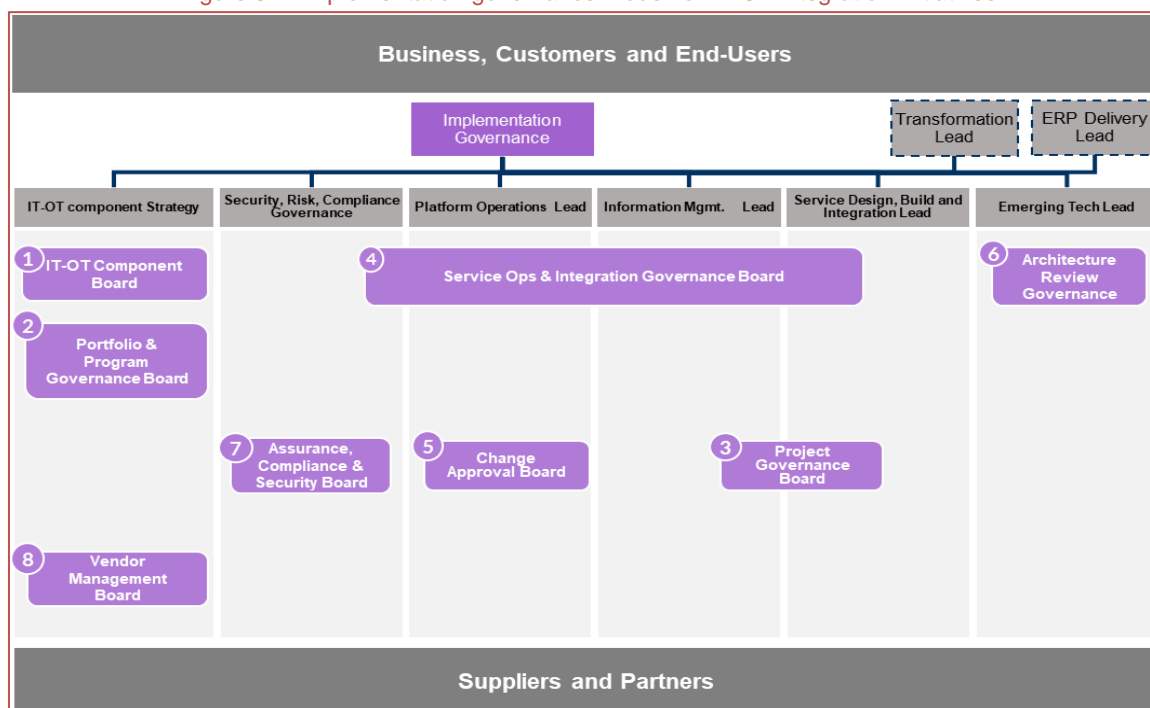 Business, Customers and End-Users
Implementation
Governance
Transformation
Lead
ERP Delivery
Lead
IT-OT component Strategy
Security, Risk, Compliance
Governance
Platform Operations Lead
Information Mgmt. Lead
Service Design, Build and
Integration Lead
Emerging Tech Lead
1
IT-OT Component
Board
4
Service Ops & Integration Governance Board
6
Architecture
Review
Governance
2
Portfolio &
Program
Governance Board
7
Assurance,
Compliance &
Security Board
5
Change
Approval Board
3
Project
Governance
Board
8
Vendor
Management
Board
Suppliers and Partners